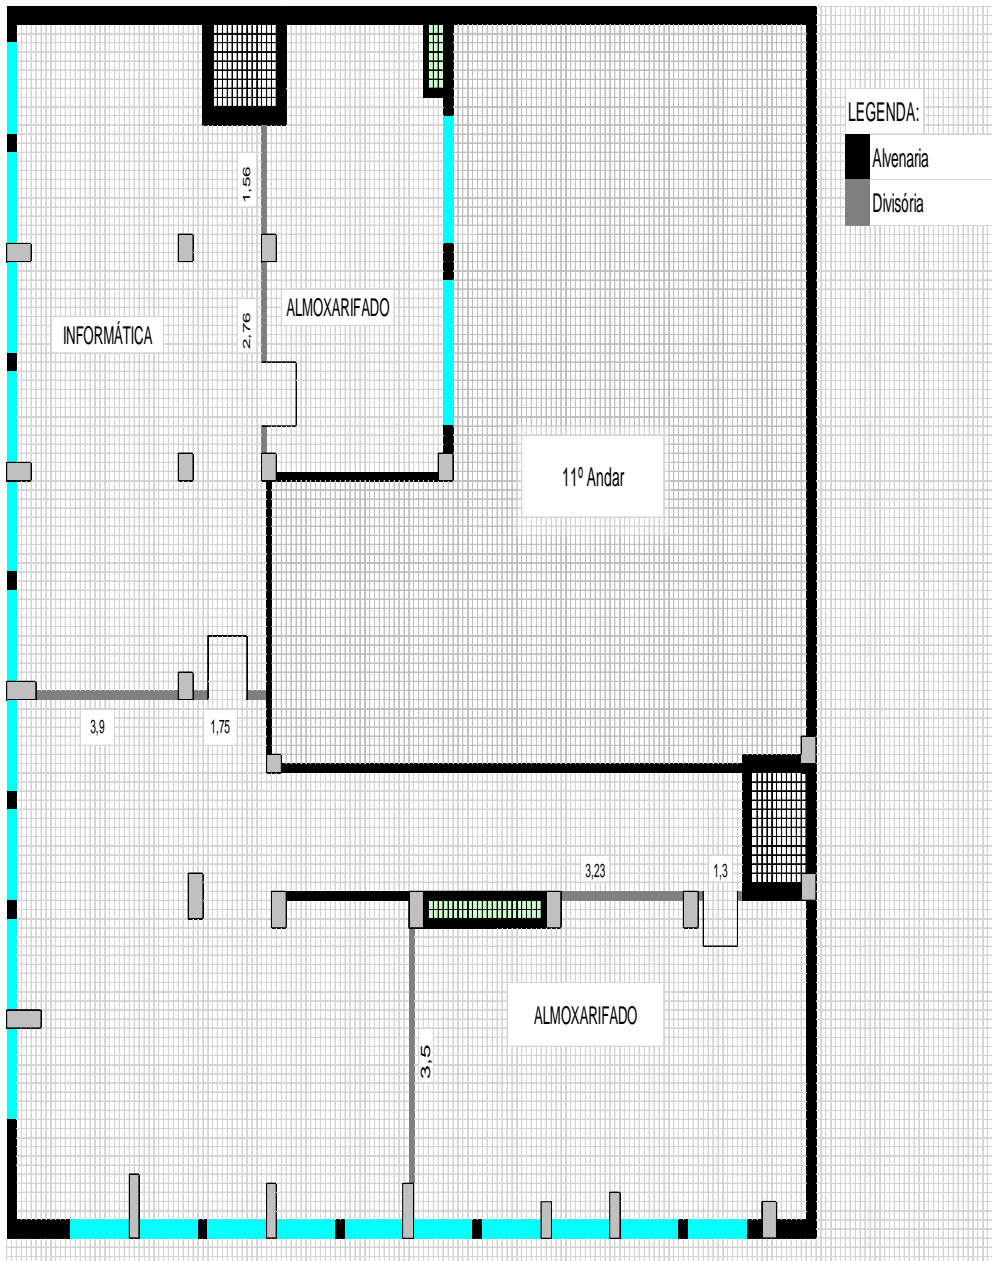 LEGENDA:
Alvenaria
Divisória
1,56
2,76
ALMOXARIFADO
INFORMÁTICA
11º Andar
3,9
1,75
3,23
1,3
ALMOXARIFADO
3,5